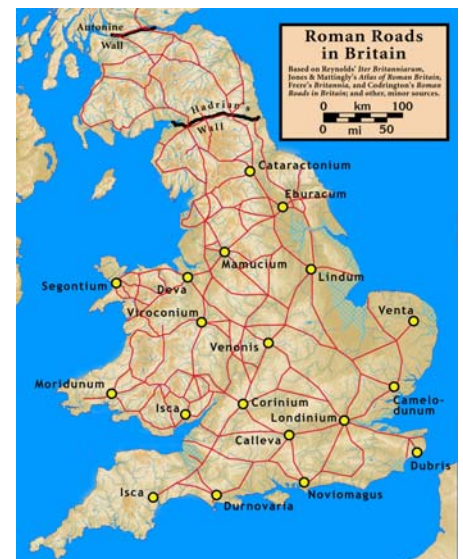 Antonine
Wall
Roman Roads
in Britain
Based on Reynolds' Iter Britanniarum,
Jones & Mattingly's Atlas of Roman Britain,
Frere's Britannia, and Codrington's Roman
Roads in Britain; and other, minor sources.
0 km 100
0 mi 50
Hadrian's
Wall
Cataractonium
Eburacum
Mamucium
Lindum
Segontium
Deva
Viroconium
Venta
Venonis
Moridunum
Isca
Corinium
Camelo-
dunum
Londinium
Calleva
Dubris
Isca
Durnovaria
Noviomagus